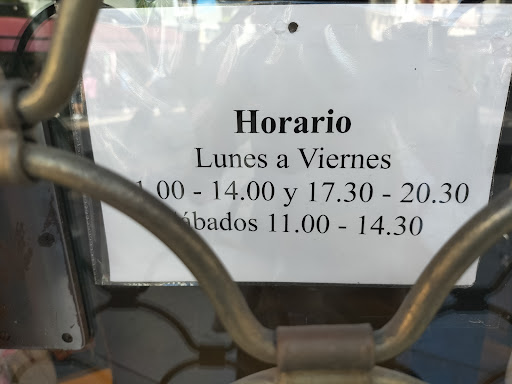 Horario
Lunes a Viernes
1.00 - 14.00 y 17.30 - 20.30
ábados 11.00 - 14.30